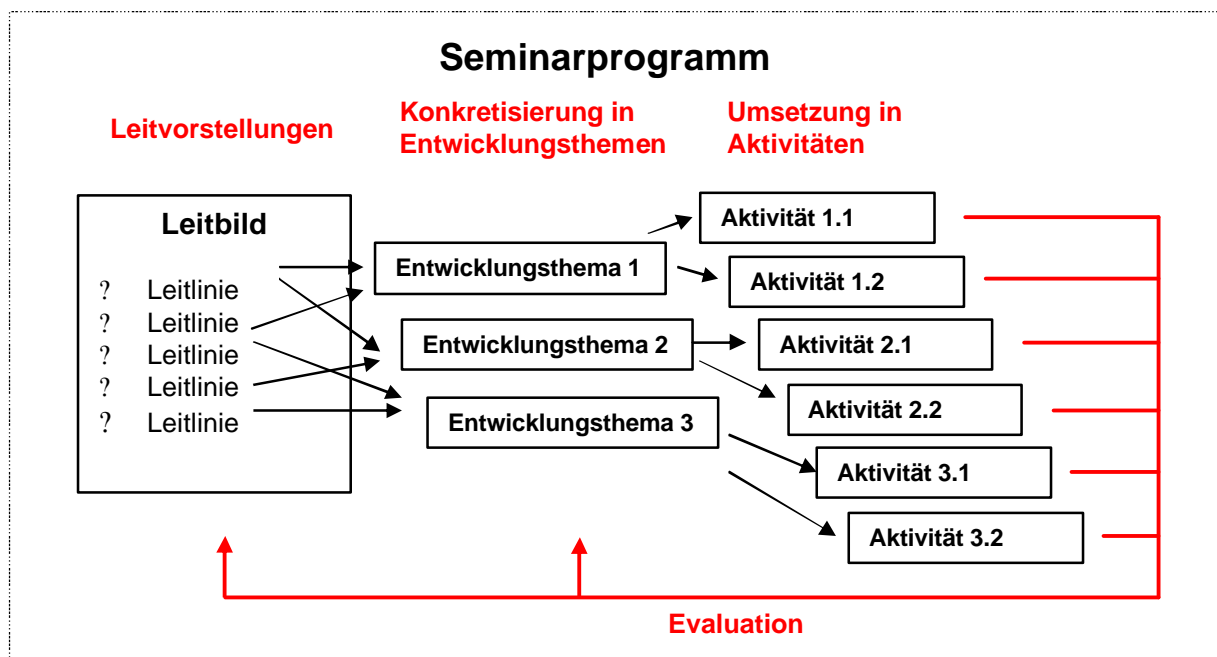 Seminarprogramm
Leitvorstellungen
Konkretisierung in
Entwicklungsthemen
Umsetzung in
Aktivitäten
Leitbild
? Leitlinie
? Leitlinie
? Leitlinie
? Leitlinie
? Leitlinie
Entwicklungsthema 1
Entwicklungsthema 2
Entwicklungsthema 3
Aktivität 1.1
Aktivität 1.2
Aktivität 2.1
Aktivität 2.2
Aktivität 3.1
Aktivität 3.2
Evaluation